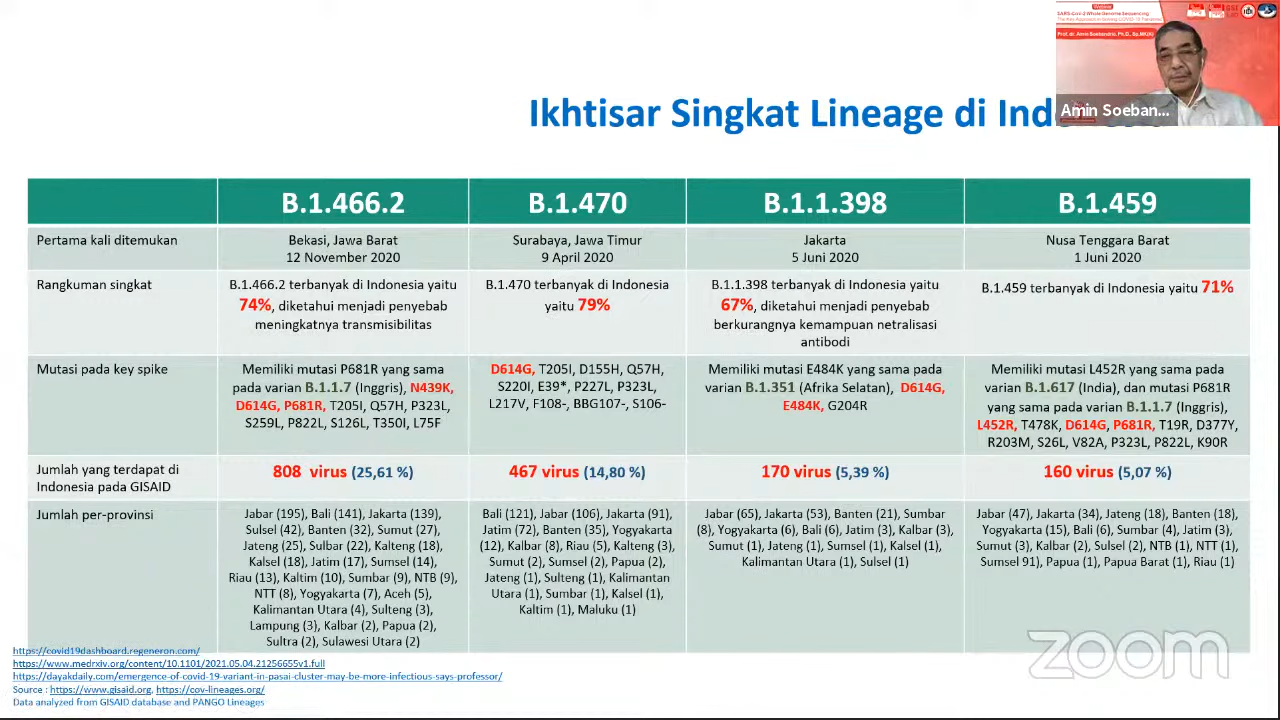 SARS-CoV-2 Whole Genome Sequencing
Prof. dr. Amin Soebandrio, Ph.D., Sp.MK(K)
Amin Soeban...
Ikhtisar Singkat Lineage di
B.1.466.2 B.1.470 B.1.1.398 B.1.459
Pertama kali ditemukan
Bekasi, Jawa Barat
12 November 2020
Surabaya, Jawa Timur
9 April 2020
Jakarta
5 Juni 2020
Nusa Tenggara Barat
1 Juni 2020
Rangkuman singkat
B.1.466.2 terbanyak di Indonesia yaitu
74%, diketahui menjadi penyebab
meningkatnya transmisibilitas
B.1.470 terbanyak di Indonesia
yaitu 79%
B.1.1.398 terbanyak di Indonesia yaitu
67%, diketahui menjadi penyebab
berkurangnya kemampuan netralisasi
antibodi
B.1.459 terbanyak di Indonesia yaitu 71%
Mutasi pada key spike
Memiliki mutasi P681R yang sama
pada varian B.1.1.7 (Inggris), N439K,
D614G, P681R, T205I, Q57H, P323L,
S259L, P822L, S126L, T350I, L75F
D614G, T205I, D155H, Q57H,
S220I, E39*, P227L, P323L,
L217V, F108-, BBG107-, S106-
Memiliki mutasi E484K yang sama pada
varian B.1.351 (Afrika Selatan), D614G,
E484K, G204R
Memiliki mutasi L452R yang sama pada
varian B.1.617 (India), dan mutasi P681R
yang sama pada varian B.1.1.7 (Inggris),
L452R, T478K, D614G, P681R, T19R, D377Y,
R203M, S26L, V82A, P323L, P822L, K90R
Jumlah yang terdapat di
Indonesia pada GISAID
808 virus (25,61 %)
467 virus (14,80 %)
170 virus (5,39 %)
160 virus (5,07 %)
Jumlah per-provinsi
Jabar (195), Bali (141), Jakarta (139),
Sulsel (42), Banten (32), Sumut (27),
Jateng (25), Sulbar (22), Kalteng (18),
Kalsel (18), Jatim (17), Sumsel (14),
Riau (13), Kaltim (10), Sumbar (9), NTB (9),
NTT (8), Yogyakarta (7), Aceh (5),
Kalimantan Utara (4), Sulteng (3),
Lampung (3), Kalbar (2), Papua (2),
Sultra (2), Sulawesi Utara (2)
Bali (121), Jabar (106), Jakarta (91),
Jatim (72), Banten (35), Yogyakarta
(12), Kalbar (8), Riau (5), Kalteng (3),
Sumut (2), Sumsel (2), Papua (2),
Jateng (1), Sulteng (1), Kalimantan
Utara (1), Sumbar (1), Kalsel (1),
Kaltim (1), Maluku (1)
Jabar (65), Jakarta (53), Banten (21), Sumbar
(8), Yogyakarta (6), Bali (6), Jatim (3), Kalbar (3),
Sumut (1), Jateng (1), Sumsel (1), Kalsel (1),
Kalimantan Utara (1), Sulsel (1)
Jabar (47), Jakarta (34), Jateng (18), Banten (18),
Yogyakarta (15), Bali (6), Sumbar (4), Jatim (3),
Sumut (3), Kalbar (2), Sulsel (2), NTB (1), NTT (1),
Sumsel 91), Papua (1), Papua Barat (1), Riau (1)
https://covid19dashboard.regeneron.com/
https://www.medrxiv.org/content/10.1101/2021.05.04.21256655v1.full
https://dayakdaily.com/emergence-of-covid-19-variant-in-pasai-cluster-may-be-more-infectious-says-professor/
Source : https://www.gisaid.org, https://cov-lineages.org/
Data analyzed from GISAID database and PANGO Lineages
zoom